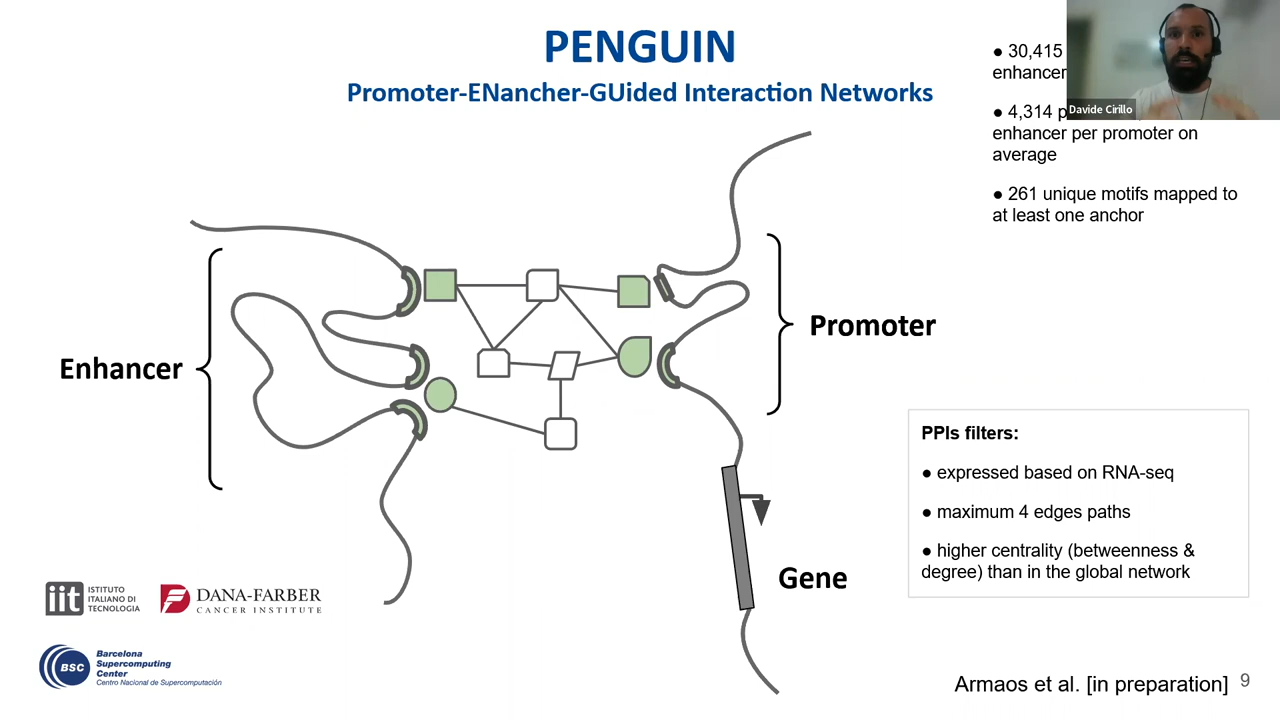 PENGUIN
Promoter-ENancher-GUided Interaction Networks
● 30,415
enhancer
● 4,314
enhancer per promoter on
average
● 261 unique motifs mapped to
at least one anchor
Davide Cirillo
Enhancer
Promoter
Gene
PPIs filters:
● expressed based on RNA-seq
● maximum 4 edges paths
● higher centrality (betweenness &
degree) than in the global network
iit ISTITUTO
ITALIANO DI
TECNOLOGIA
DANA-FARBER
CANCER INSTITUTE
BSC
Barcelona
Supercomputing
Center
Centro Nacional de Supercomputación
Armaos et al. [in preparation]
9